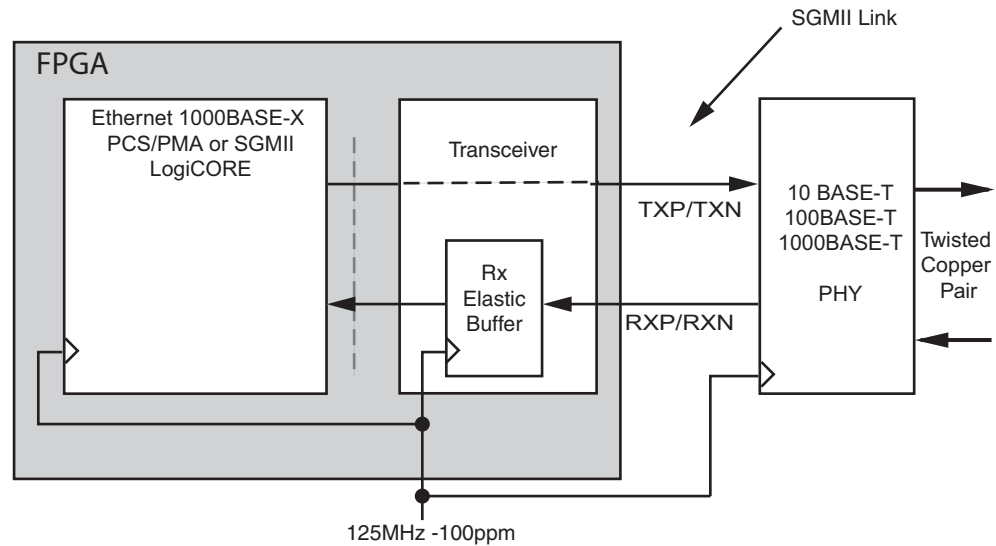 SGMII Link
FPGA
Ethernet 1000BASE-X
PCS/PMA or SGMII
LogiCORE
Transceiver
TXP/TXN
10 BASE-T
100BASE-T
1000BASE-T
PHY
Twisted
Copper
Pair
Rx
Elastic
Buffer
RXP/RXN
125MHz -100ppm